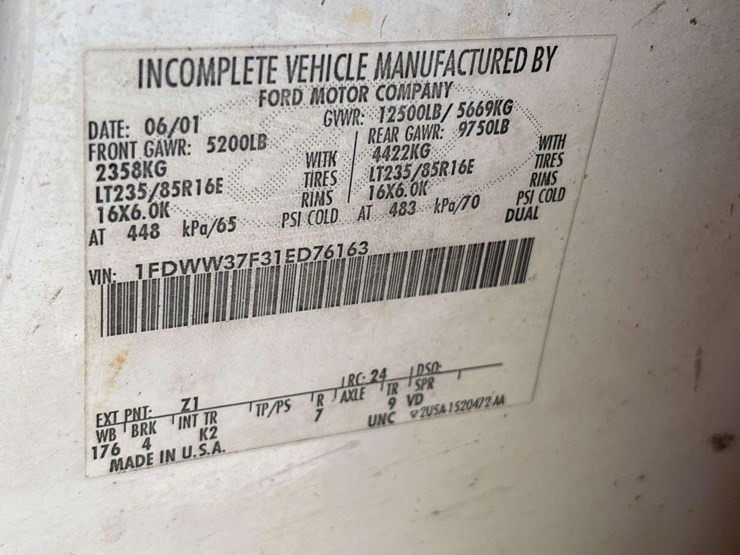 INCOMPLETE VEHICLE MANUFACTURED BY
FORD MOTOR COMPANY
DATE: 06/01 GVWR: 12500LB/ 5669KG
FRONT GAWR: 5200LB REAR GAWR: 9750LB
2358KG WITH 4422KG WITH
LT235/85R16E TIRES LT235/85R16E TIRES
16X6.0K RIMS 16X6.0K RIMS
AT 448 kPa/65 PSI COLD AT 483 kPa/70 PSI COLD
DUAL
VIN: 1FDWW37F31ED76163
EXT PNT: Z1 RC: 24 DSO:
WB BRK INT TR TP/PS R AXLE TR SPR
176 4 K2 7 9 VD
MADE IN U.S.A. UNC 2U5A 1520472 AA